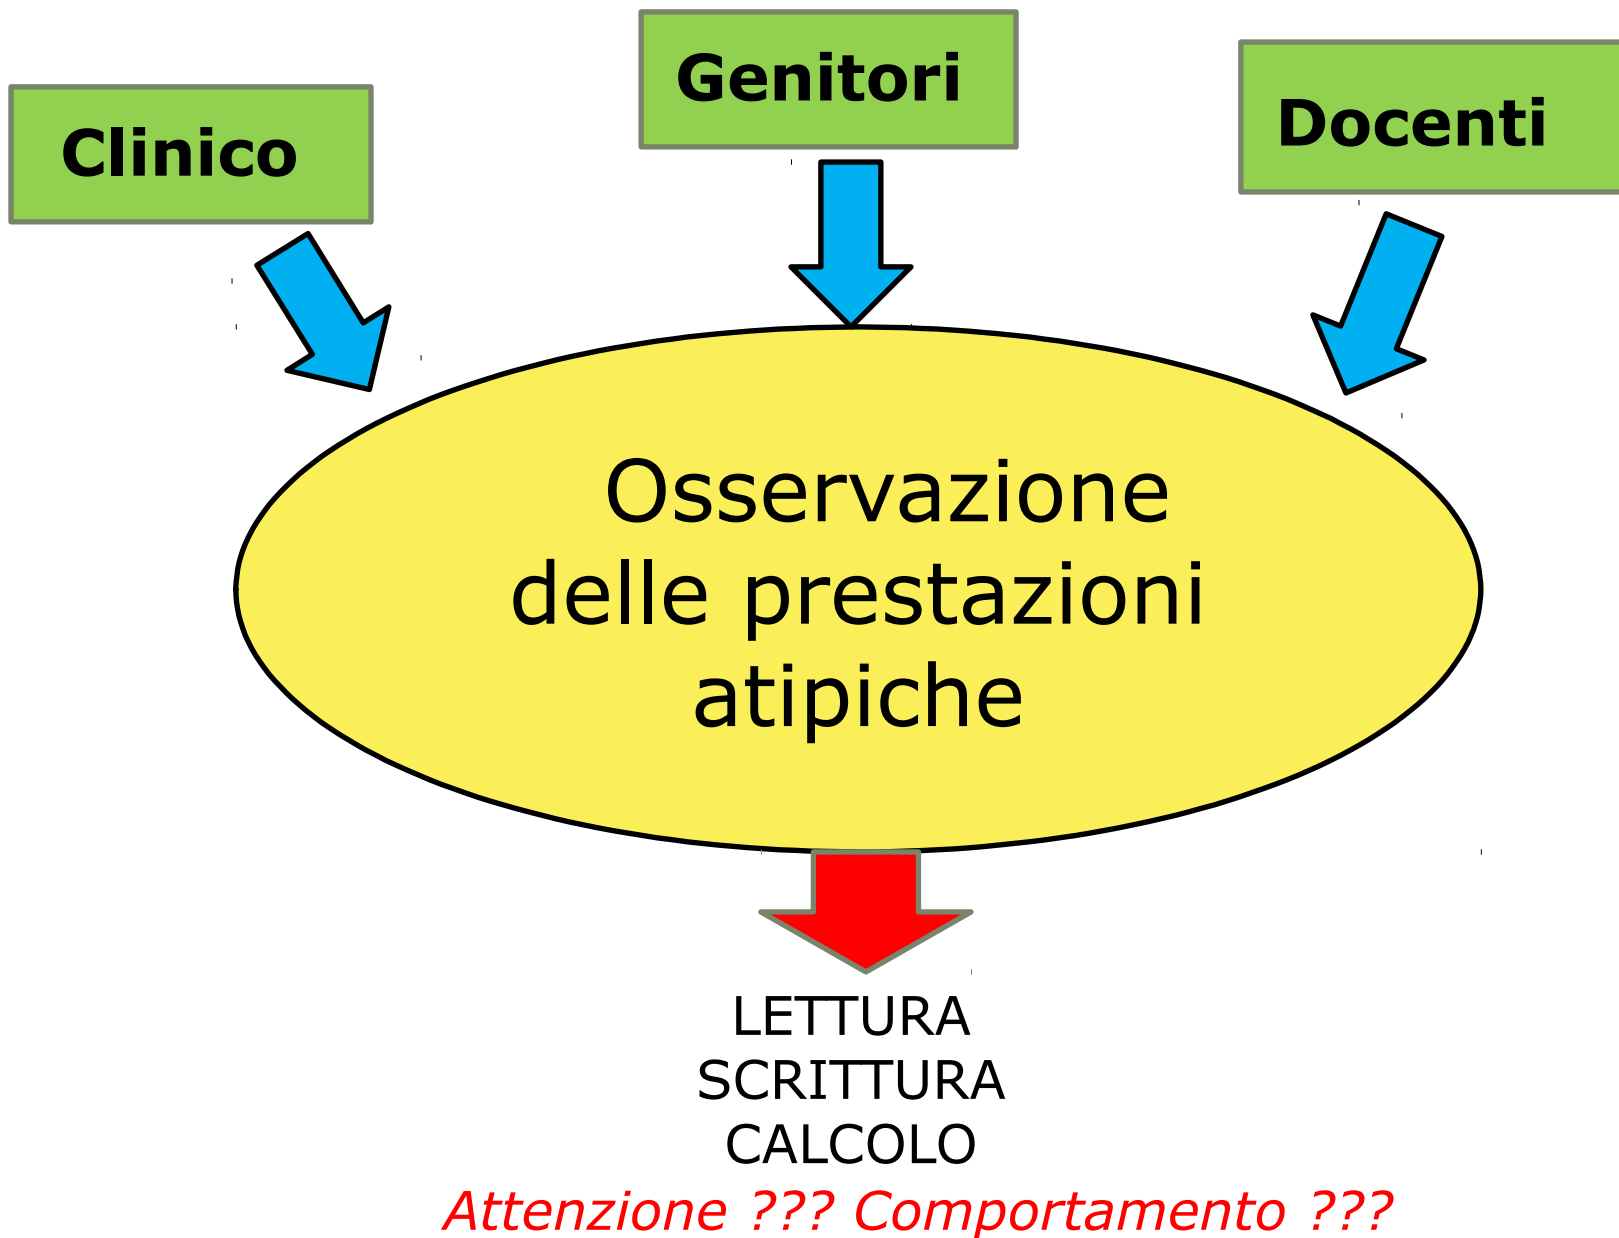 Clinico
Genitori
Docenti
Osservazione
delle prestazioni
atipiche
LETTURA
SCRITTURA
CALCOLO
Attenzione ??? Comportamento ???